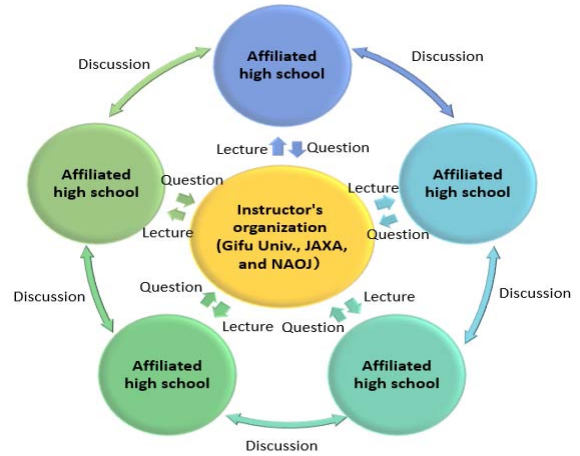 Affiliated
high school
Discussion
Discussion
Lecture
Question
Affiliated
high school
Affiliated
high school
Question
Lecture
Lecture
Question
Instructor's
organization
(Gifu Univ., JAXA,
and NAOJ）
Discussion
Discussion
Question
Lecture
Lecture
Question
Affiliated
high school
Affiliated
high school
Discussion